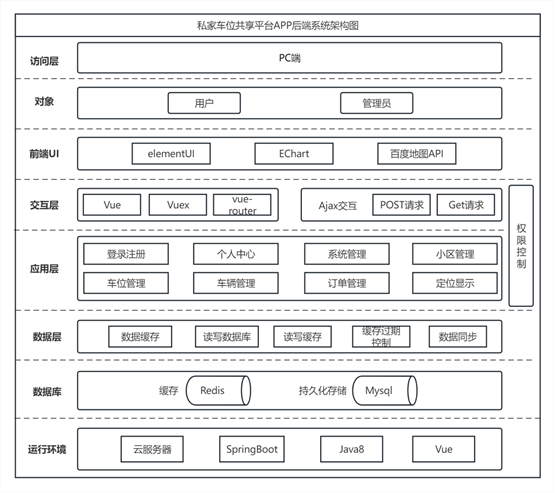 私家车位共享平台APP后端系统架构图
访问层
PC端
对象
用户
管理员
前端UI
elementUI
EChart
百度地图API
交互层
Vue
Vuex
vue-
router
Ajax交互
POST请求
Get请求
权限控制
应用层
登录注册
个人中心
系统管理
小区管理
车位管理
车辆管理
订单管理
定位显示
数据层
数据缓存
读写数据库
读写缓存
缓存过期
控制
数据同步
数据库
缓存
Redis
持久化存储
Mysql
运行环境
云服务器
SpringBoot
Java8
Vue